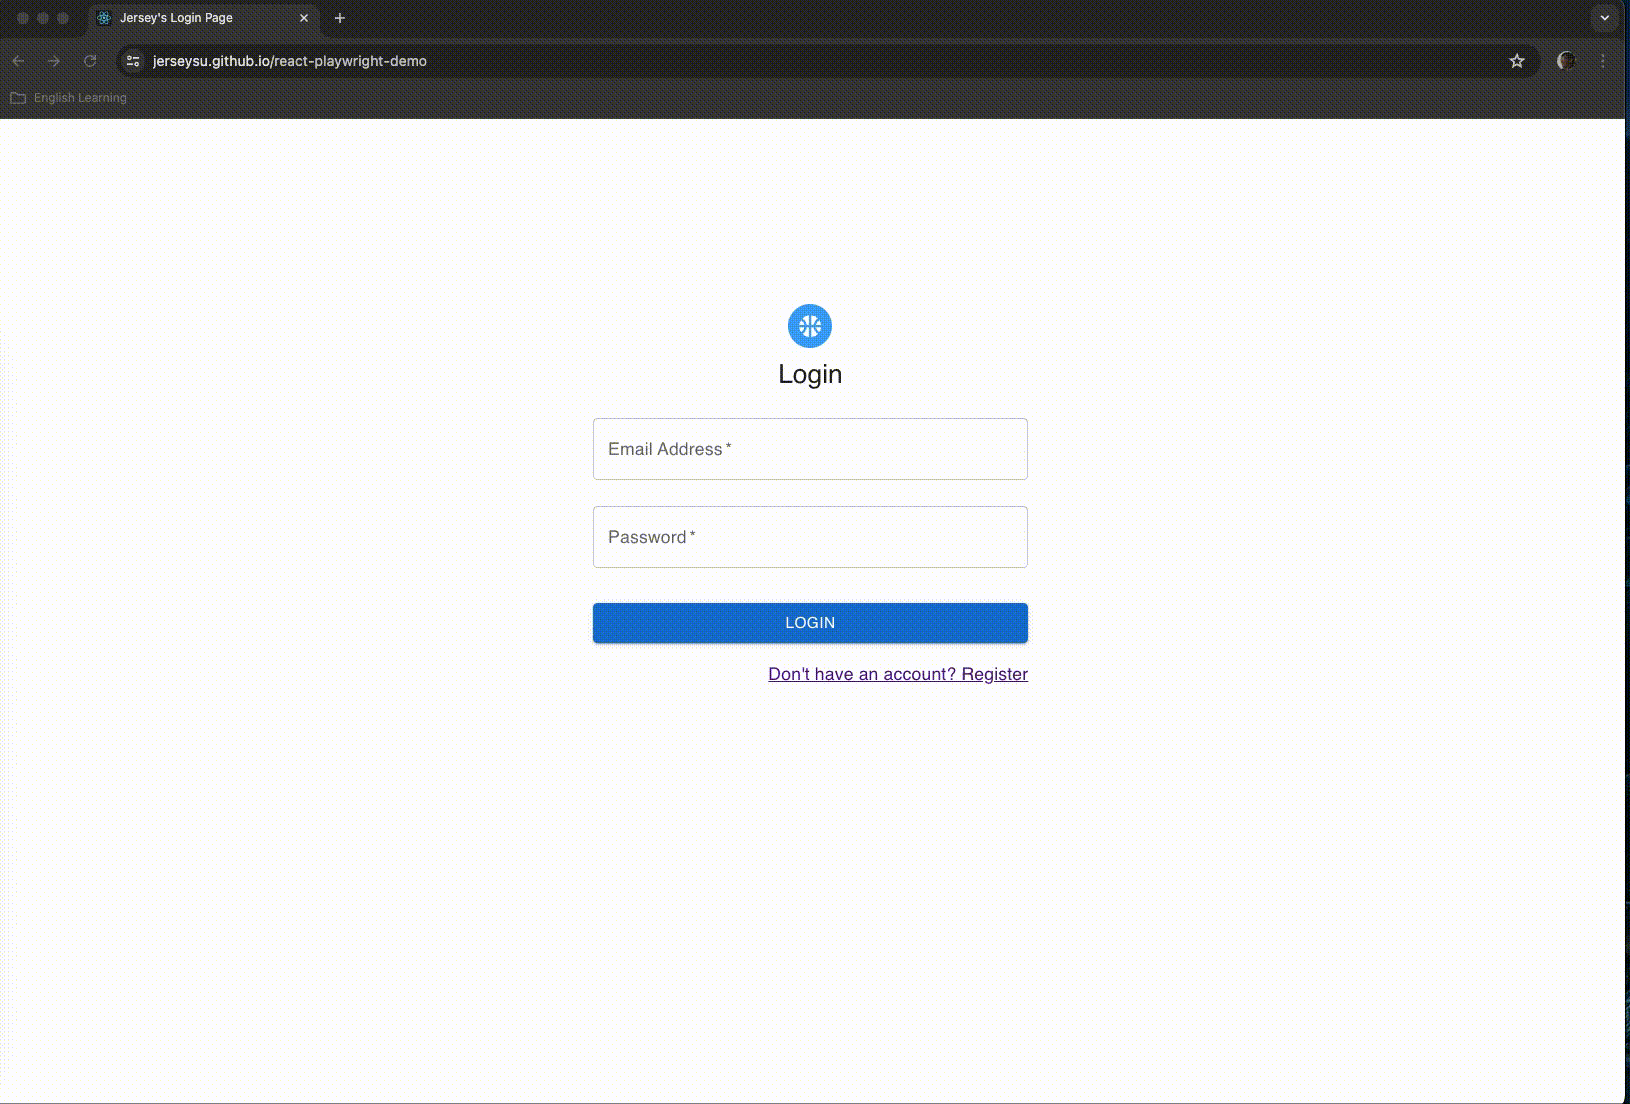 Jersey's Login Page
jerseysu.github.io/react-playwright-demo
English Learning
Login
Email Address *
Password *
LOGIN
Don't have an account? Register